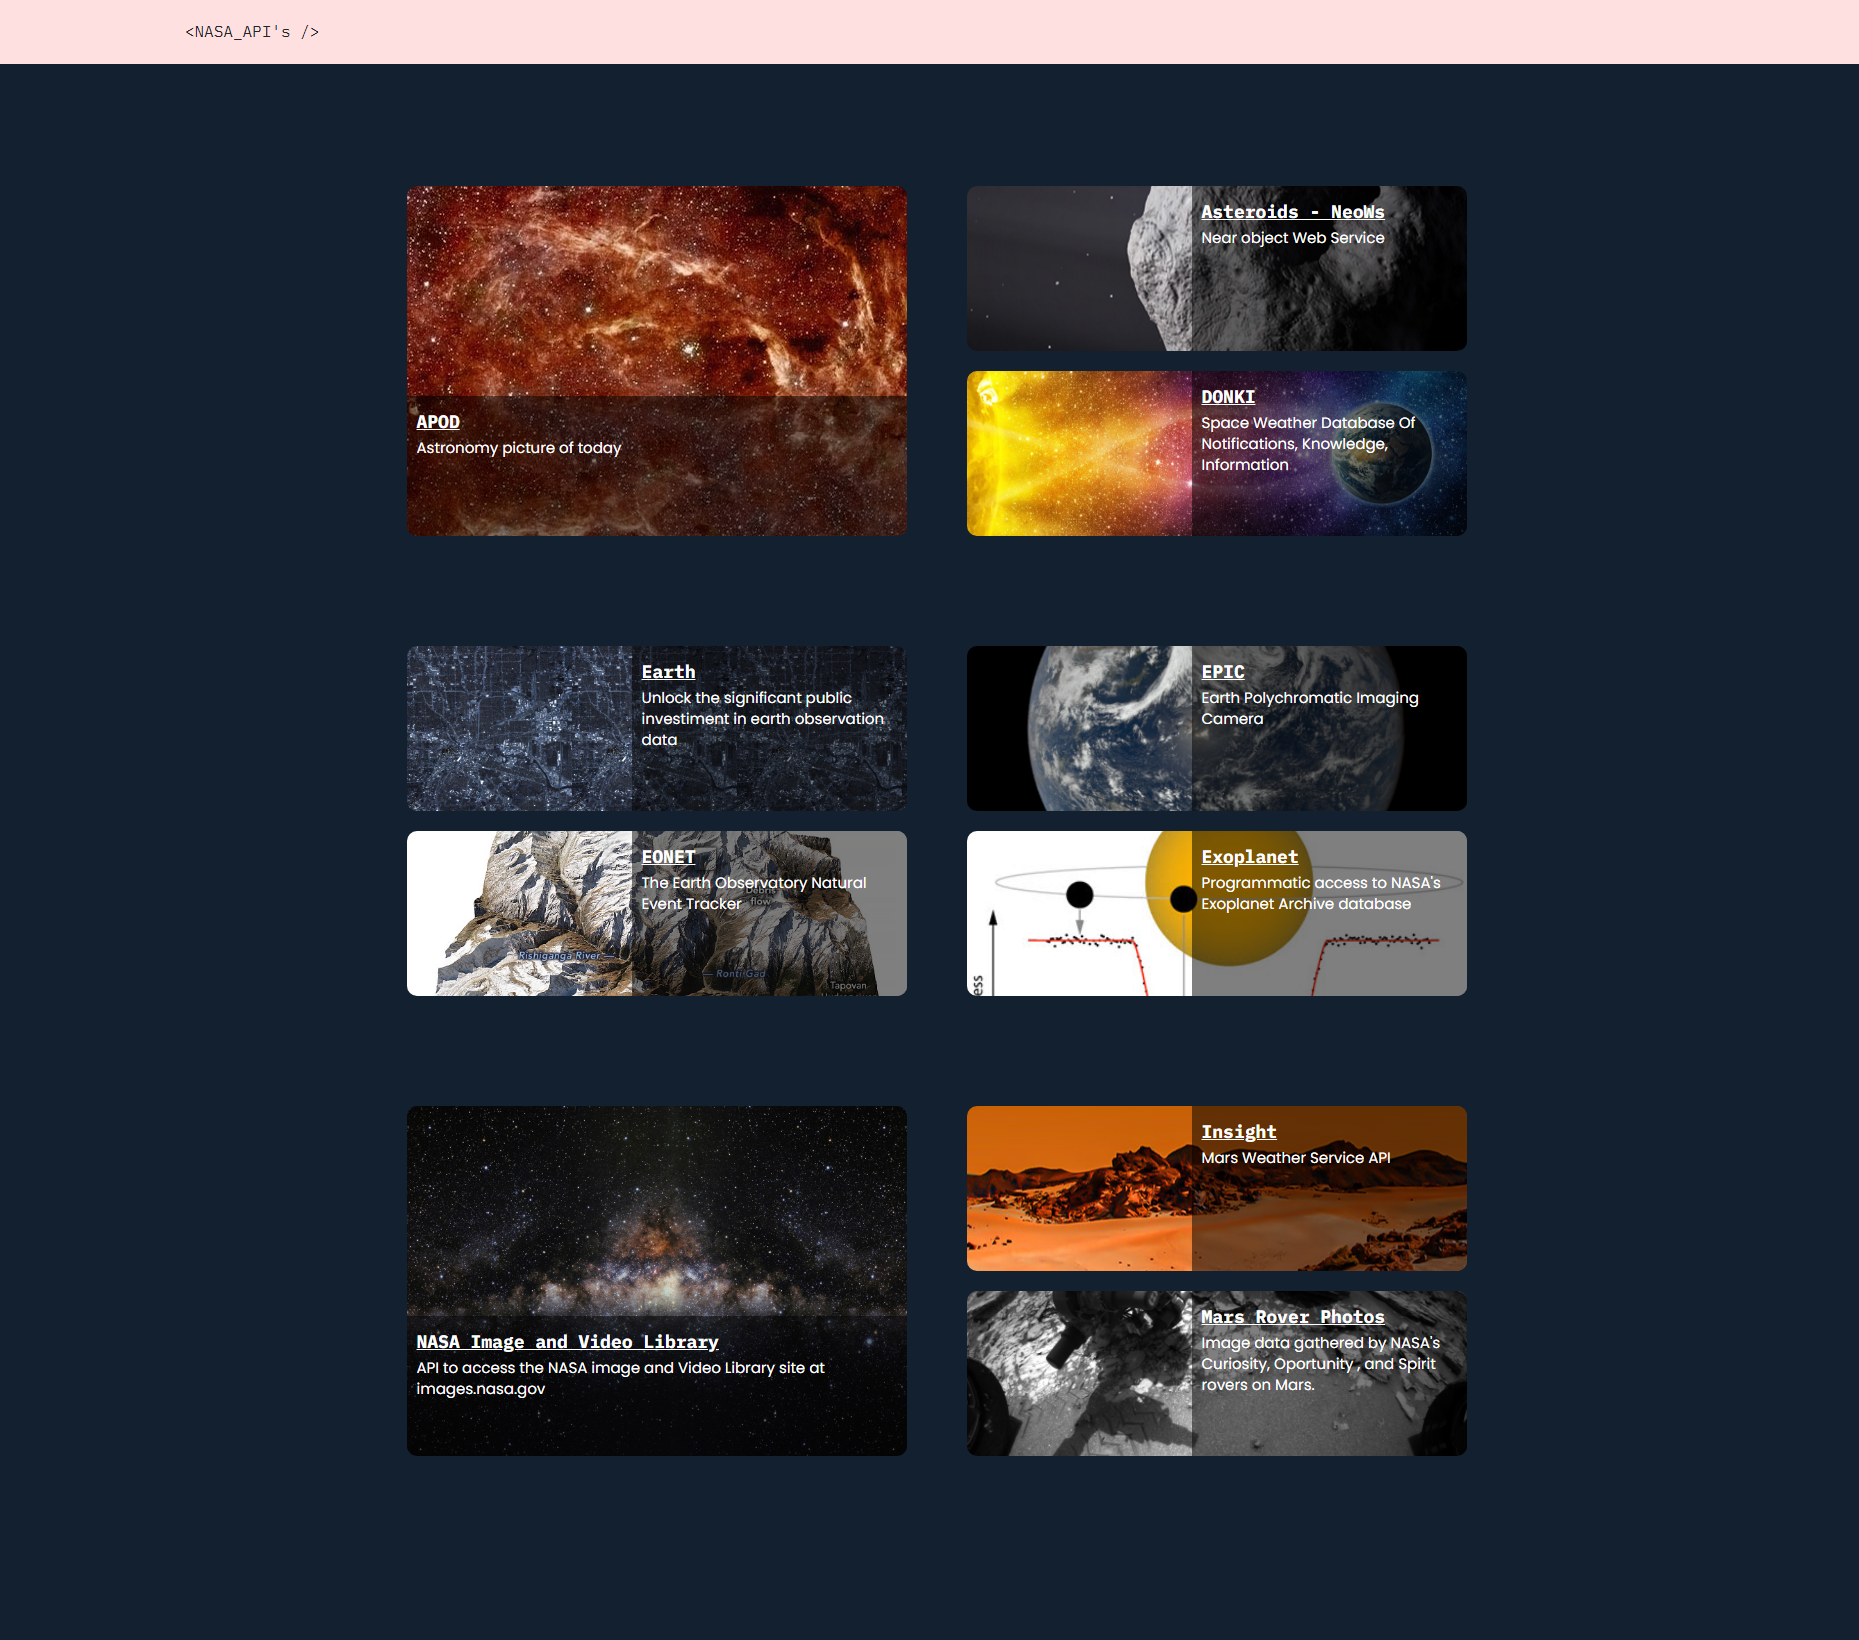 <NASA_API's />
APOD
Astronomy picture of today
Asteroids - NeoWs
Near object Web Service
DONKI
Space Weather Database Of
Notifications, Knowledge,
Information
Earth
Unlock the significant public
investiment in earth observation
data
EONET
The Earth Observatory Natural
Event Tracker
Debris
flow
Rishiganga River
Ronti Gad
Tapovan
EPIC
Earth Polychromatic Imaging
Camera
Exoplanet
Programmatic access to NASA's
Exoplanet Archive database
ess
NASA Image and Video Library
API to access the NASA image and Video Library site at
images.nasa.gov
Insight
Mars Weather Service API
Mars Rover Photos
Image data gathered by NASA's
Curiosity, Oportunity , and Spirit
rovers on Mars.